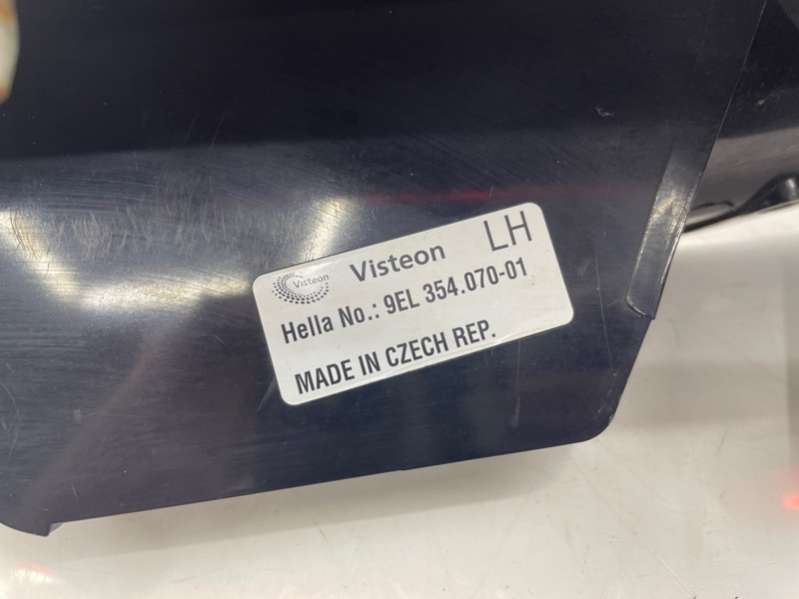 Visteon Visteon LH
Hella No.: 9EL 354.070-01
MADE IN CZECH REP.